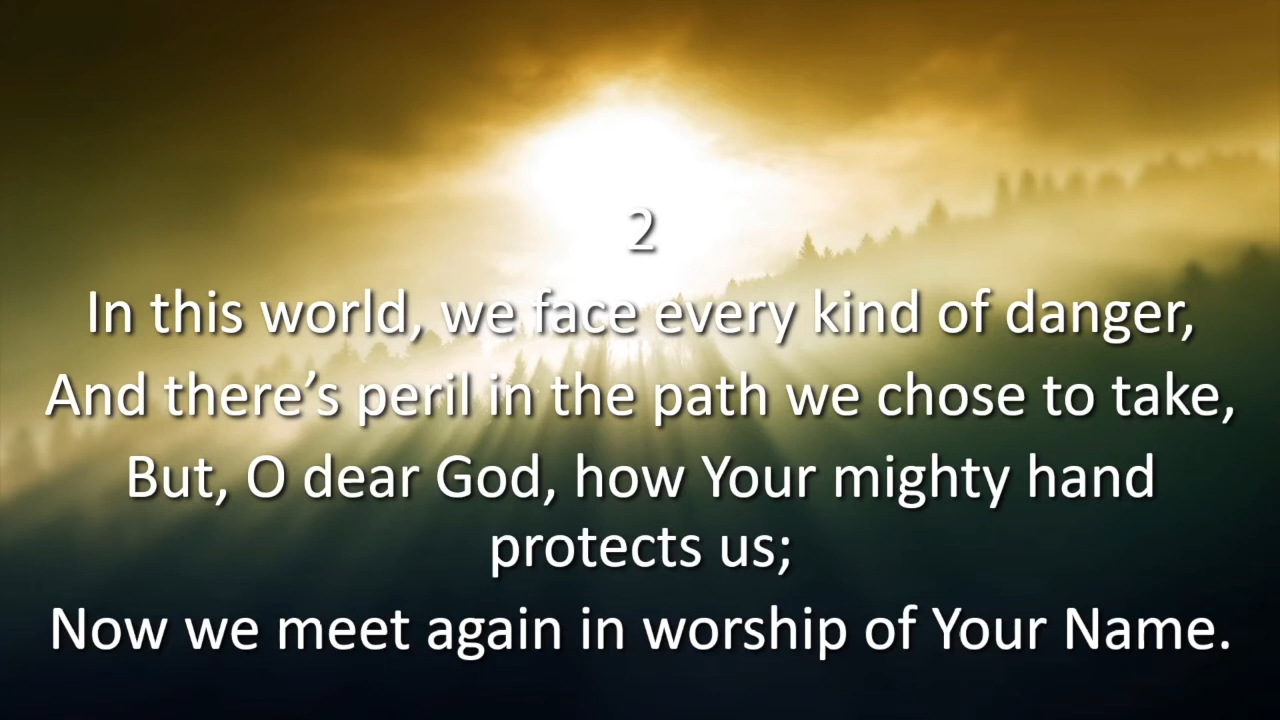 2
In this world, we face every kind of danger,
And there’s peril in the path we chose to take,
But, O dear God, how Your mighty hand
protects us;
Now we meet again in worship of Your Name.